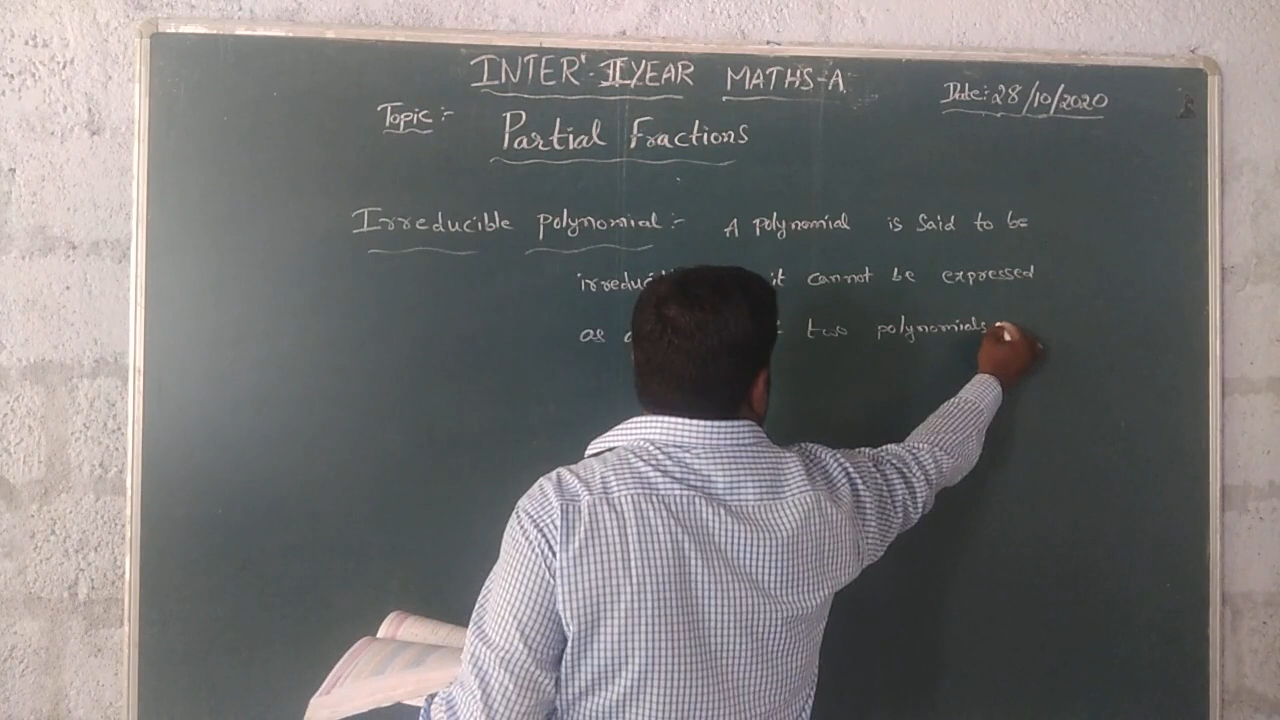 INTER'-II YEAR MATHS-A
Date: 28/10/2020
Topic:-
Partial Fractions
Irreducible polynomial:- A polynomial is said to be
it cannot be expressed
as two polynomials